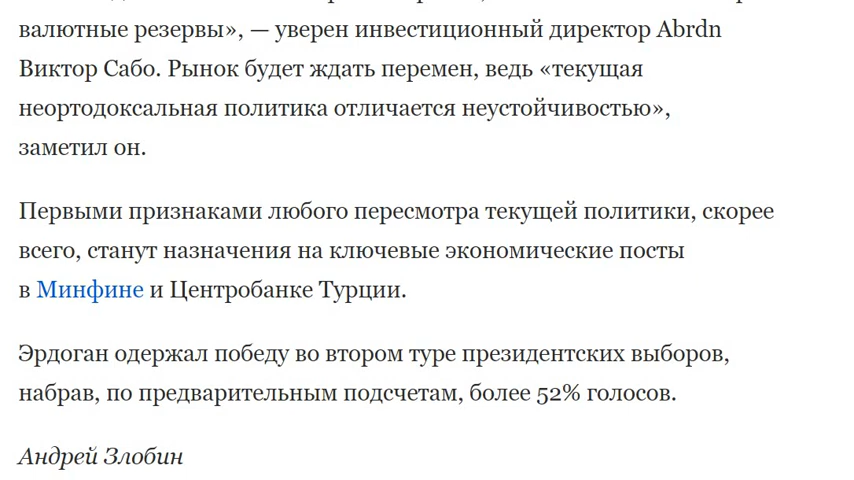 валютные резервы», — уверен инвестиционный директор Abrdn
Виктор Сабо. Рынок будет ждать перемен, ведь «текущая
неортодоксальная политика отличается неустойчивостью»,
заметил он.
Первыми признаками любого пересмотра текущей политики, скорее
всего, станут назначения на ключевые экономические посты
в Минфине и Центробанке Турции.
Эрдоган одержал победу во втором туре президентских выборов,
набрав, по предварительным подсчетам, более 52% голосов.
Андрей Злобин